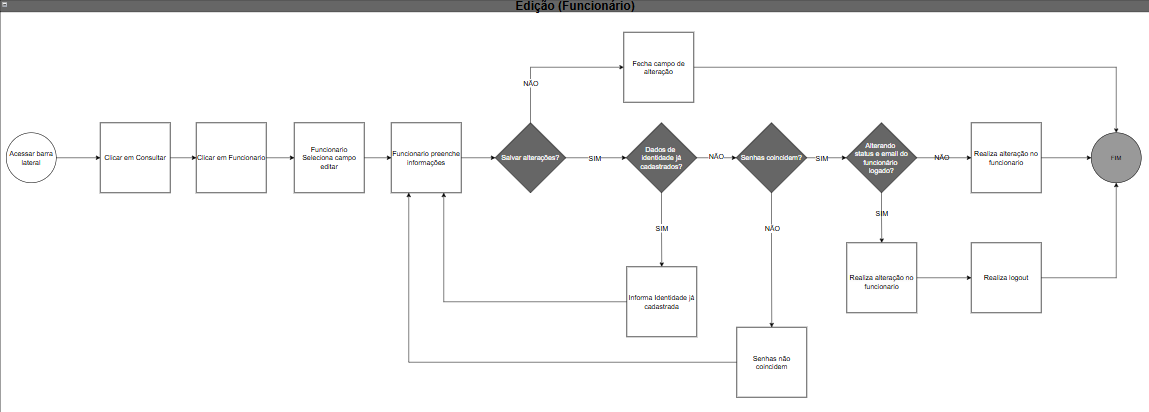 Edição (Funcionário)
Fecha campo de
alteração
NÃO
Acessar barra
lateral
Clicar em Consultar
Clicar em Funcionario
Funcionario
Seleciona campo
editar
Funcionario preenche
informações
Salvar alterações?
SIM
Dados de
identidade já
cadastrados?
NÃO
Senhas coincidem?
SIM
Alterando
status e email do
funcionário
logado?
NÃO
Realiza alteração no
funcionario
FIM
SIM
NÃO
SIM
Informa Identidade já
cadastrada
Realiza alteração no
funcionario
Realiza logout
Senhas não
coincidem